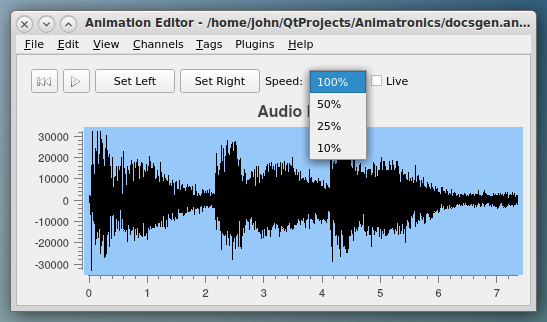 Animation Editor - /home/john/QtProjects/Animatronics/docsgen.an...
File Edit View Channels Tags Plugins Help
Set Left Set Right Speed: 100% Live
50%
25%
10%
Audio
30000
20000
10000
0
-10000
-20000
-30000
0 1 2 3 4 5 6 7